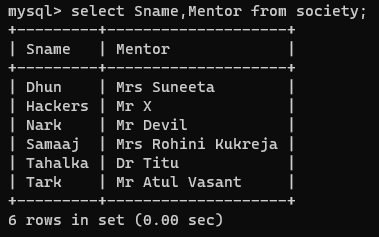 mysql> select Sname,Mentor from society;
+---------+--------------------+
| Sname   | Mentor             |
+---------+--------------------+
| Dhun    | Mrs Suneeta        |
| Hackers | Mr X               |
| Nark    | Mr Devil           |
| Samaaj  | Mrs Rohini Kukreja |
| Tahalka | Dr Titu            |
| Tark    | Mr Atul Vasant     |
+---------+--------------------+
6 rows in set (0.00 sec)